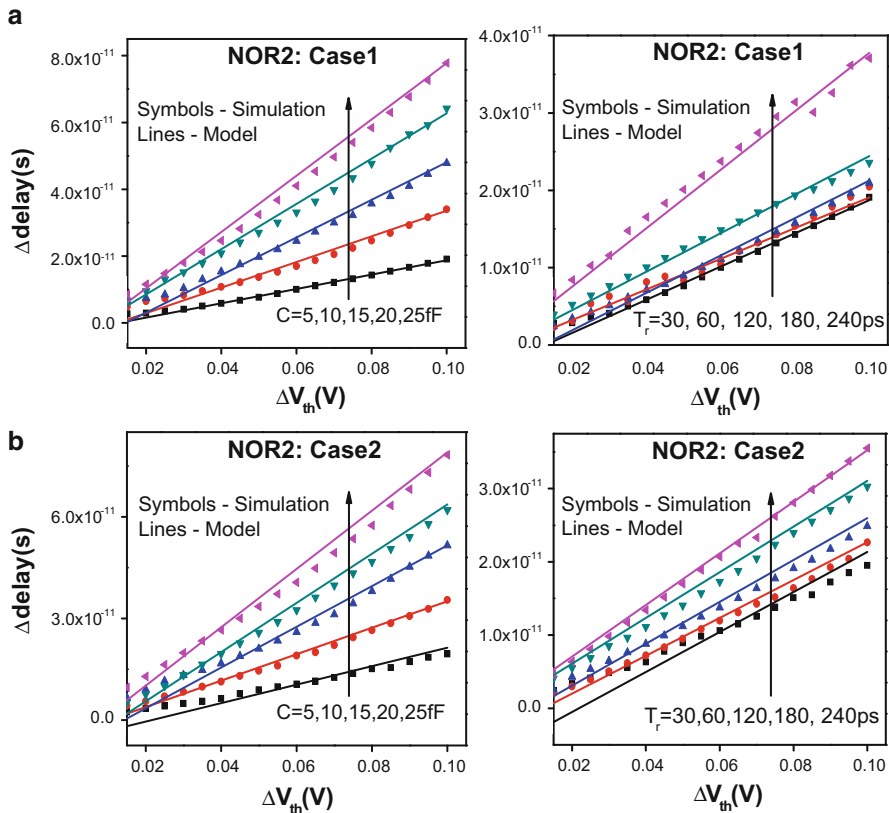 a
NOR2: Case1
Symbols - Simulation
Lines - Model
C=5,10,15,20,25fF
8.0x10⁻¹¹
6.0x10⁻¹¹
4.0x10⁻¹¹
2.0x10⁻¹¹
0.0
Δ delay(s)
0.02 0.04 0.06 0.08 0.10
ΔVth(V)
NOR2: Case1
Symbols - Simulation
Lines - Model
Tr=30, 60, 120, 180, 240ps
4.0x10⁻¹¹
3.0x10⁻¹¹
2.0x10⁻¹¹
1.0x10⁻¹¹
0.0
0.02 0.04 0.06 0.08 0.10
ΔVth(V)
b
NOR2: Case2
Symbols - Simulation
Lines - Model
C=5,10,15,20,25fF
6.0x10⁻¹¹
3.0x10⁻¹¹
0.0
Δ delay(s)
0.02 0.04 0.06 0.08 0.10
ΔVth(V)
NOR2: Case2
Symbols - Simulation
Lines - Model
Tr=30,60,120,180, 240ps
3.0x10⁻¹¹
2.0x10⁻¹¹
1.0x10⁻¹¹
0.0
0.02 0.04 0.06 0.08 0.10
ΔVth(V)